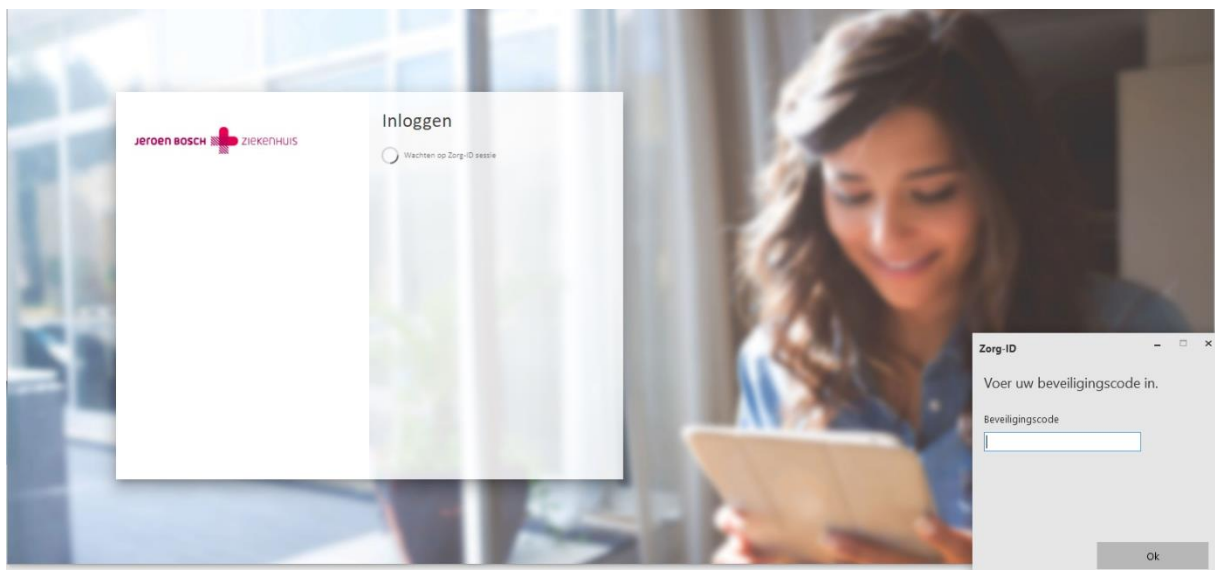 Jeroen Bosch ziekenhuis
Inloggen
Wachten op Zorg-ID sessie
Zorg-ID
Voer uw beveiligingscode in.
Beveiligingscode
Ok